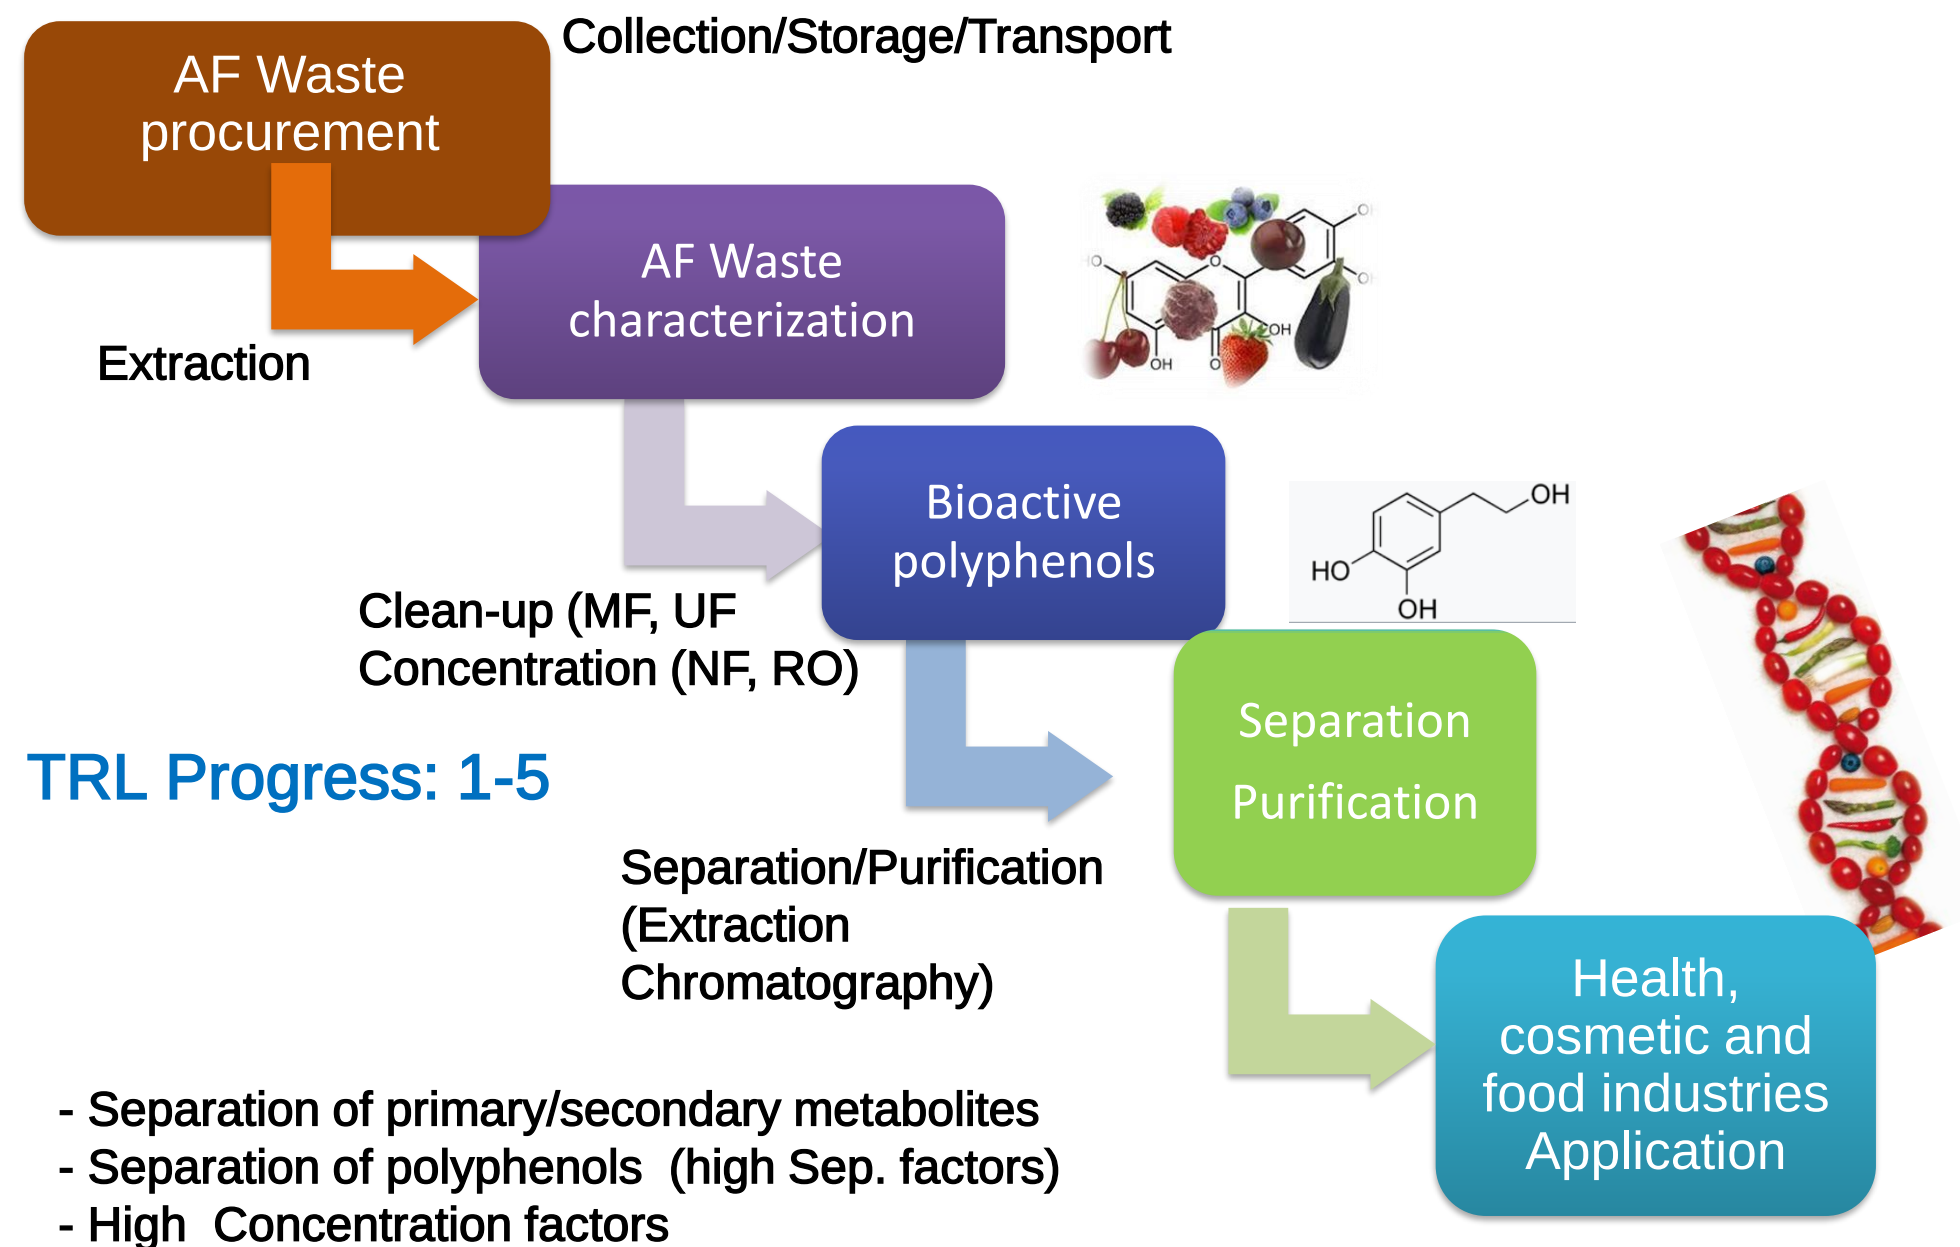 Collection/Storage/Transport
AF Waste
procurement
AF Waste
characterization
Extraction
O
OH
OH
O
Bioactive
polyphenols
OH
HO
OH
Clean-up (MF, UF
Concentration (NF, RO)
Separation
Purification
TRL Progress: 1-5
Separation/Purification
(Extraction
Chromatography)
Health,
cosmetic and
food industries
Application
- Separation of primary/secondary metabolites
- Separation of polyphenols  (high Sep. factors)
- High  Concentration factors